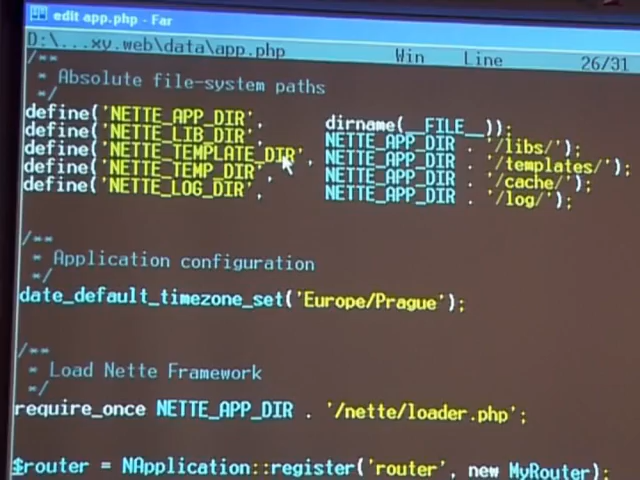 edit app.php - Far
D:\...xy.web\data\app.php Win Line 26/31
/**
 * Absolute file-system paths
 */
define('NETTE_APP_DIR', dirname(__FILE__));
define('NETTE_LIB_DIR', NETTE_APP_DIR . '/libs/');
define('NETTE_TEMPLATE_DIR', NETTE_APP_DIR . '/templates/');
define('NETTE_TEMP_DIR', NETTE_APP_DIR . '/cache/');
define('NETTE_LOG_DIR', NETTE_APP_DIR . '/log/');
/**
 * Application configuration
 */
date_default_timezone_set('Europe/Prague');
/**
 * Load Nette Framework
 */
require_once NETTE_APP_DIR . '/nette/loader.php';
$router = NApplication::register('router', new MyRouter);